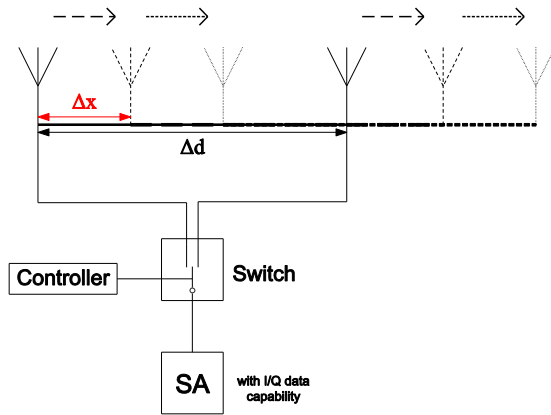 Δx
Δd
Controller
Switch
SA
with I/Q data
capability